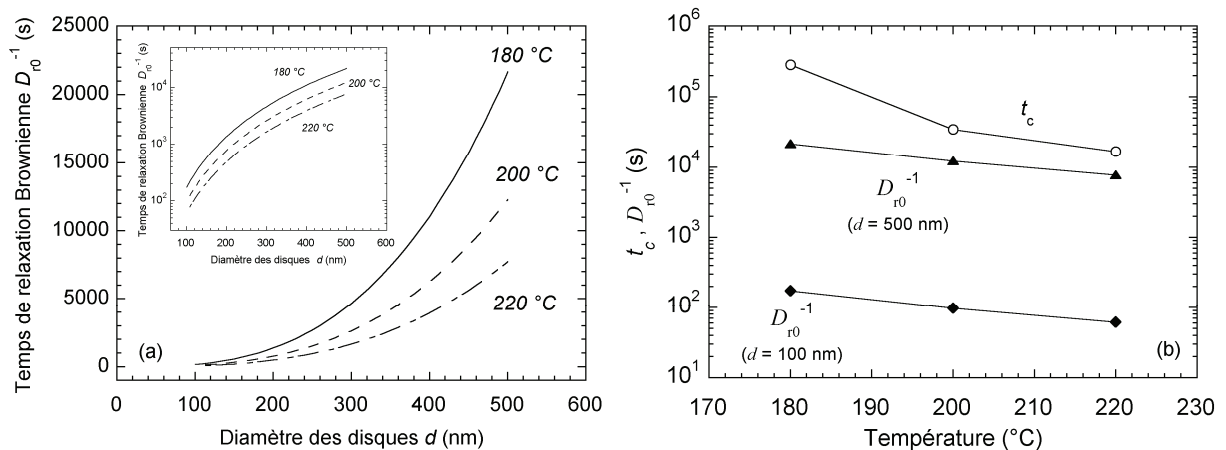 Temps de relaxation Brownienne D_r0^-1 (s)
25000
20000
15000
10000
5000
0
0 100 200 300 400 500 600
Diamètre des disques d (nm)
180 °C
200 °C
220 °C
(a)
Temps de relaxation Brownienne D_r0^-1 (s)
10^4
10^3
10^2
100 200 300 400 500 600
Diamètre des disques d (nm)
180 °C
200 °C
220 °C
t_c , D_r0^-1 (s)
10^6
10^5
10^4
10^3
10^2
10^1
170 180 190 200 210 220 230
Température (°C)
t_c
D_r0^-1
(d = 500 nm)
D_r0^-1
(d = 100 nm)
(b)